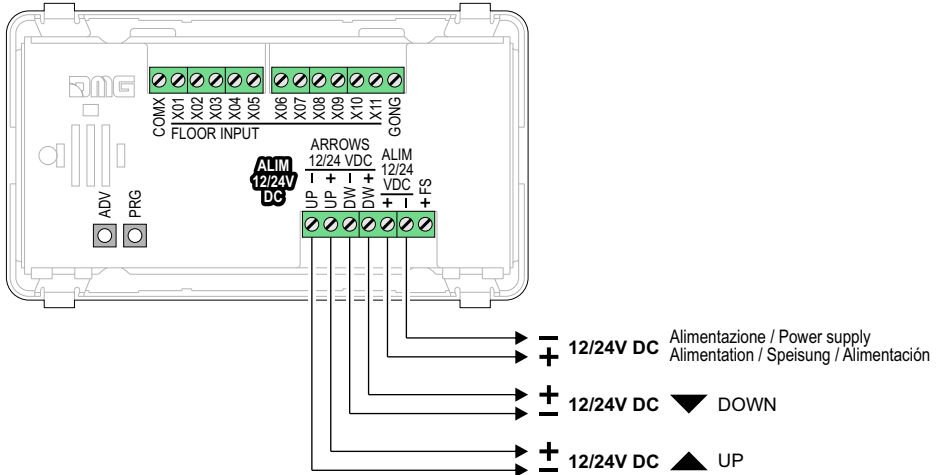 DMG
COMX X01 X02 X03 X04 X05 X06 X07 X08 X09 X10 X11 GONG
FLOOR INPUT
ARROWS
12/24 VDC
ALIM
12/24
VDC
ALIM
12/24V
DC
ADV PRG
− + − + + − +
UP UP DW DW FS
− 12/24V DC Alimentazione / Power supply
+ Alimentation / Speisung / Alimentación
+ 12/24V DC DOWN
−
+ 12/24V DC UP
−